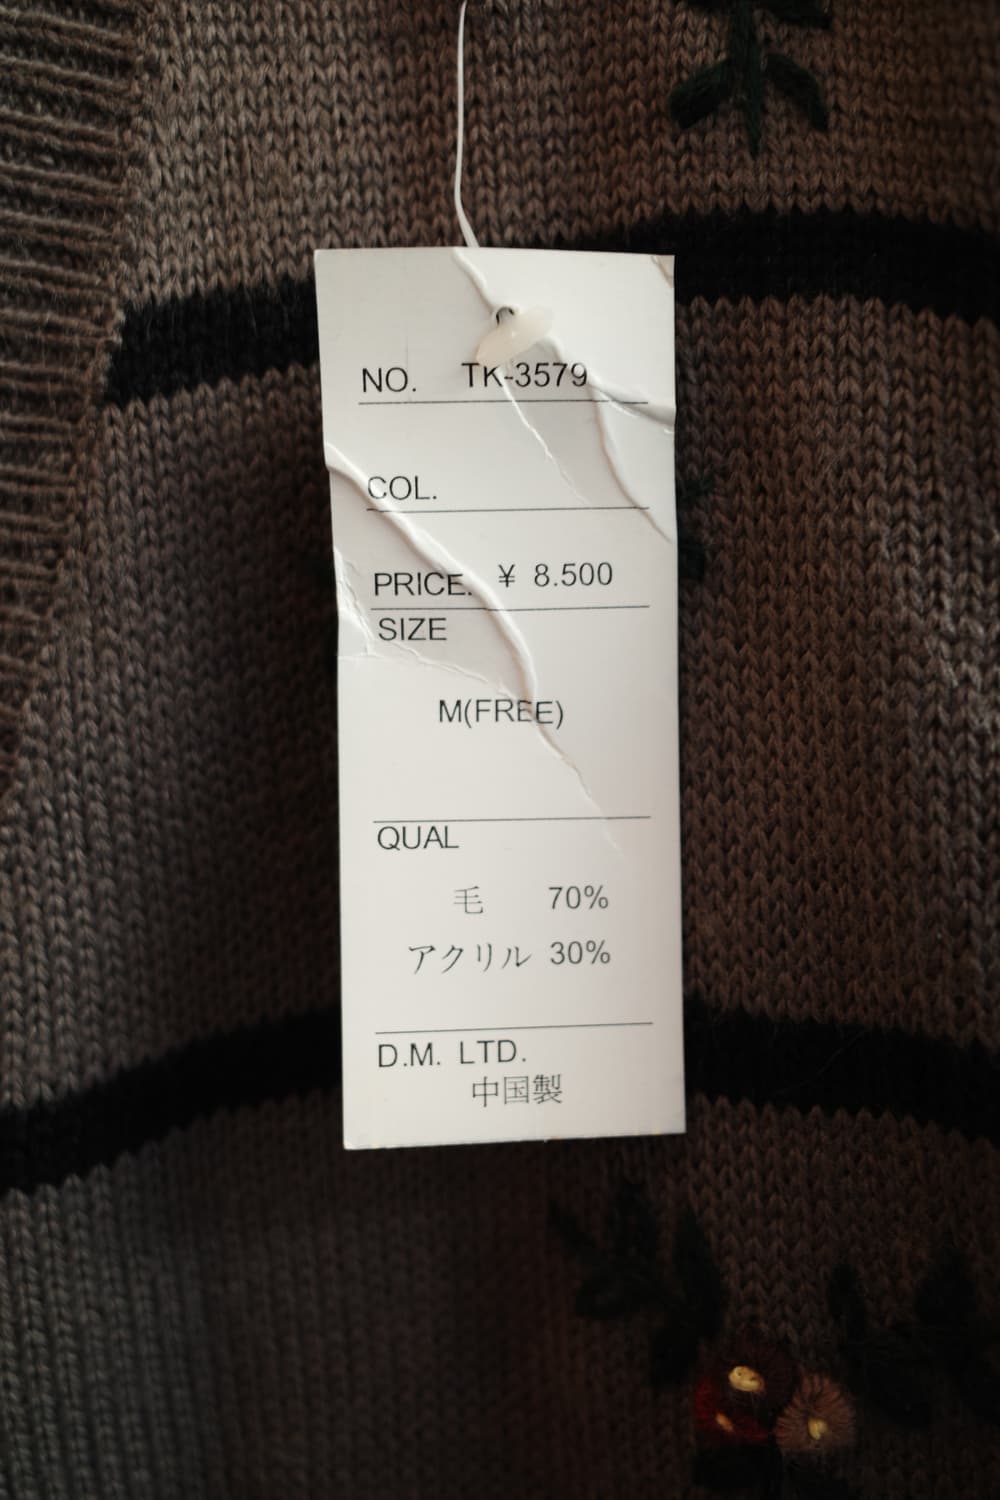 NO. TK-3579
COL.
PRICE. ¥ 8.500
SIZE
M(FREE)
QUAL
毛 70%
アクリル 30%
D.M. LTD.
中国製